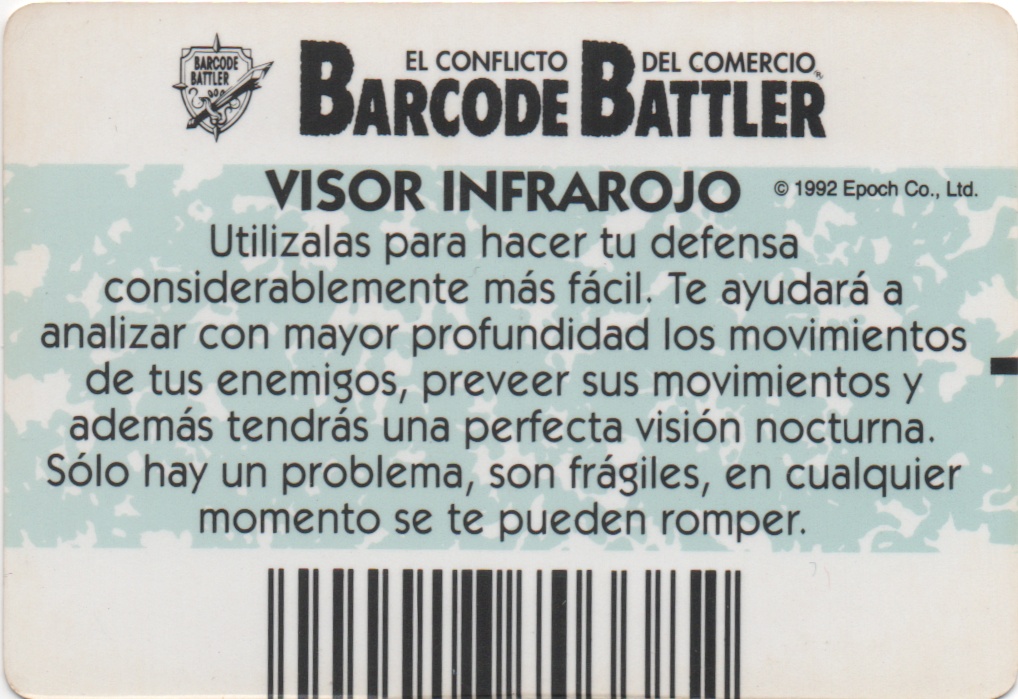 BARCODE
BATTLER
EL CONFLICTO DEL COMERCIO®
BARCODE BATTLER
VISOR INFRAROJO © 1992 Epoch Co., Ltd.
Utilizalas para hacer tu defensa
considerablemente más fácil. Te ayudará a
analizar con mayor profundidad los movimientos
de tus enemigos, preveer sus movimientos y
además tendrás una perfecta visión nocturna.
Sólo hay un problema, son frágiles, en cualquier
momento se te pueden romper.